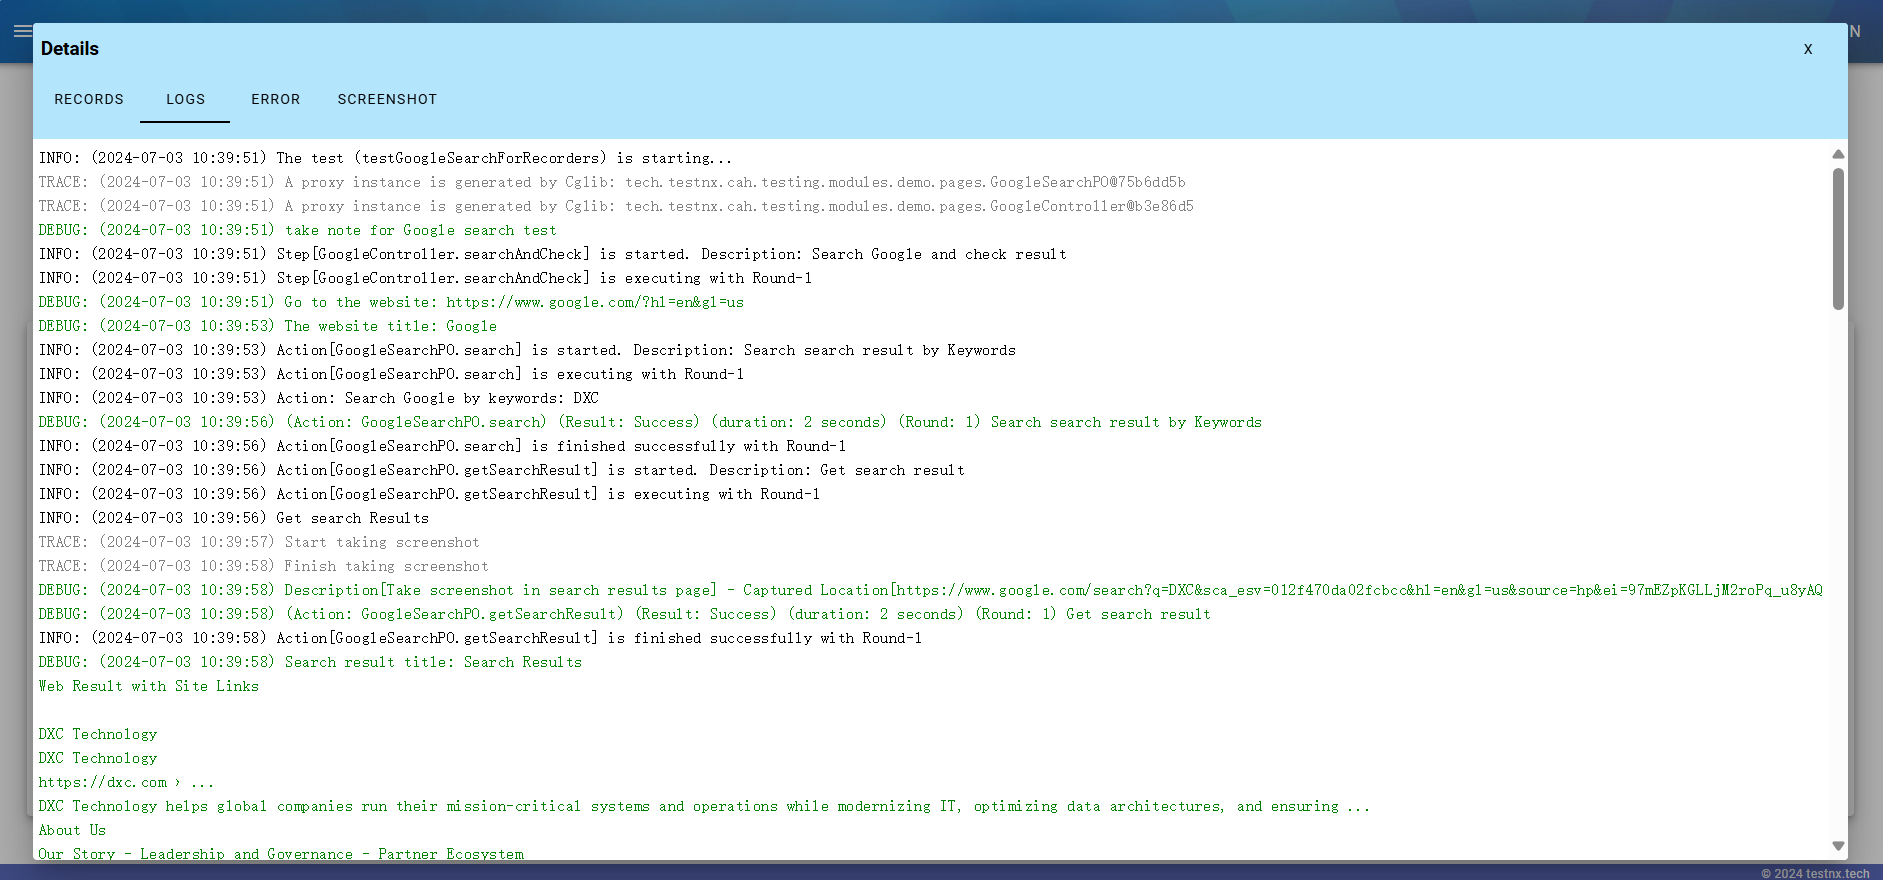 N
Details
X
RECORDS LOGS ERROR SCREENSHOT
INFO: (2024-07-03 10:39:51) The test (testGoogleSearchForRecorders) is starting...
TRACE: (2024-07-03 10:39:51) A proxy instance is generated by Cglib: tech.testnx.cah.testing.modules.demo.pages.GoogleSearchPO@75b6dd5b
TRACE: (2024-07-03 10:39:51) A proxy instance is generated by Cglib: tech.testnx.cah.testing.modules.demo.pages.GoogleController@b3e86d5
DEBUG: (2024-07-03 10:39:51) take note for Google search test
INFO: (2024-07-03 10:39:51) Step[GoogleController.searchAndCheck] is started. Description: Search Google and check result
INFO: (2024-07-03 10:39:51) Step[GoogleController.searchAndCheck] is executing with Round-1
DEBUG: (2024-07-03 10:39:51) Go to the website: https://www.google.com/?hl=en&gl=us
DEBUG: (2024-07-03 10:39:53) The website title: Google
INFO: (2024-07-03 10:39:53) Action[GoogleSearchPO.search] is started. Description: Search search result by Keywords
INFO: (2024-07-03 10:39:53) Action[GoogleSearchPO.search] is executing with Round-1
INFO: (2024-07-03 10:39:53) Action: Search Google by keywords: DXC
DEBUG: (2024-07-03 10:39:56) (Action: GoogleSearchPO.search) (Result: Success) (duration: 2 seconds) (Round: 1) Search search result by Keywords
INFO: (2024-07-03 10:39:56) Action[GoogleSearchPO.search] is finished successfully with Round-1
INFO: (2024-07-03 10:39:56) Action[GoogleSearchPO.getSearchResult] is started. Description: Get search result
INFO: (2024-07-03 10:39:56) Action[GoogleSearchPO.getSearchResult] is executing with Round-1
INFO: (2024-07-03 10:39:56) Get search Results
TRACE: (2024-07-03 10:39:57) Start taking screenshot
TRACE: (2024-07-03 10:39:58) Finish taking screenshot
DEBUG: (2024-07-03 10:39:58) Description[Take screenshot in search results page] - Captured Location[https://www.google.com/search?q=DXC&sca_esv=012f470da02fcbcc&hl=en&gl=us&source=hp&ei=97mEZpKGLLjM2roPq_u8yAQ
DEBUG: (2024-07-03 10:39:58) (Action: GoogleSearchPO.getSearchResult) (Result: Success) (duration: 2 seconds) (Round: 1) Get search result
INFO: (2024-07-03 10:39:58) Action[GoogleSearchPO.getSearchResult] is finished successfully with Round-1
DEBUG: (2024-07-03 10:39:58) Search result title: Search Results
Web Result with Site Links
DXC Technology
DXC Technology
https://dxc.com › ...
DXC Technology helps global companies run their mission-critical systems and operations while modernizing IT, optimizing data architectures, and ensuring ...
About Us
Our Story - Leadership and Governance - Partner Ecosystem
© 2024 testnx.tech